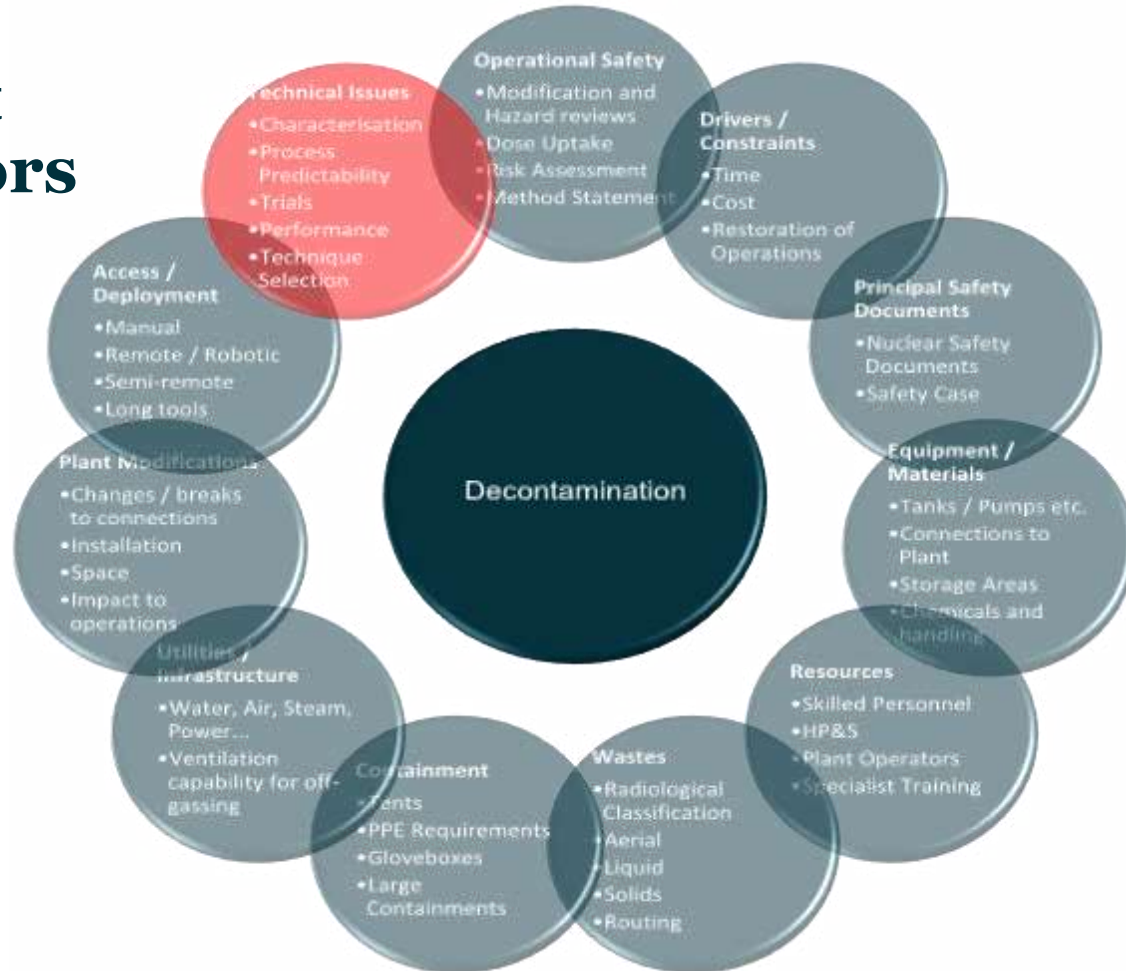 ors
Operational Safety
•Modification and
Hazard reviews
•Dose Uptake
•Risk Assessment
•Method Statement
Drivers /
Constraints
•Time
•Cost
•Restoration of
Operations
Principal Safety
Documents
•Nuclear Safety
Documents
•Safety Case
Equipment /
Materials
•Tanks / Pumps etc.
•Connections to
Plant
•Storage Areas
•Chemicals and
handling
Resources
•Skilled Personnel
•HP&S
•Plant Operators
•Specialist Training
Wastes
•Radiological
Classification
•Aerial
•Liquid
•Solids
•Routing
Containment
•Tents
•PPE Requirements
•Gloveboxes
•Large
Containments
Utilities /
Infrastructure
•Water, Air, Steam,
Power...
•Ventilation
capability for off-
gassing
Plant Modifications
•Changes / breaks
to connections
•Installation
•Space
•Impact to
operations
Access /
Deployment
•Manual
•Remote / Robotic
•Semi-remote
•Long tools
Technical Issues
•Characterisation
•Process
Predictability
•Trials
•Performance
•Technique
Selection
Decontamination